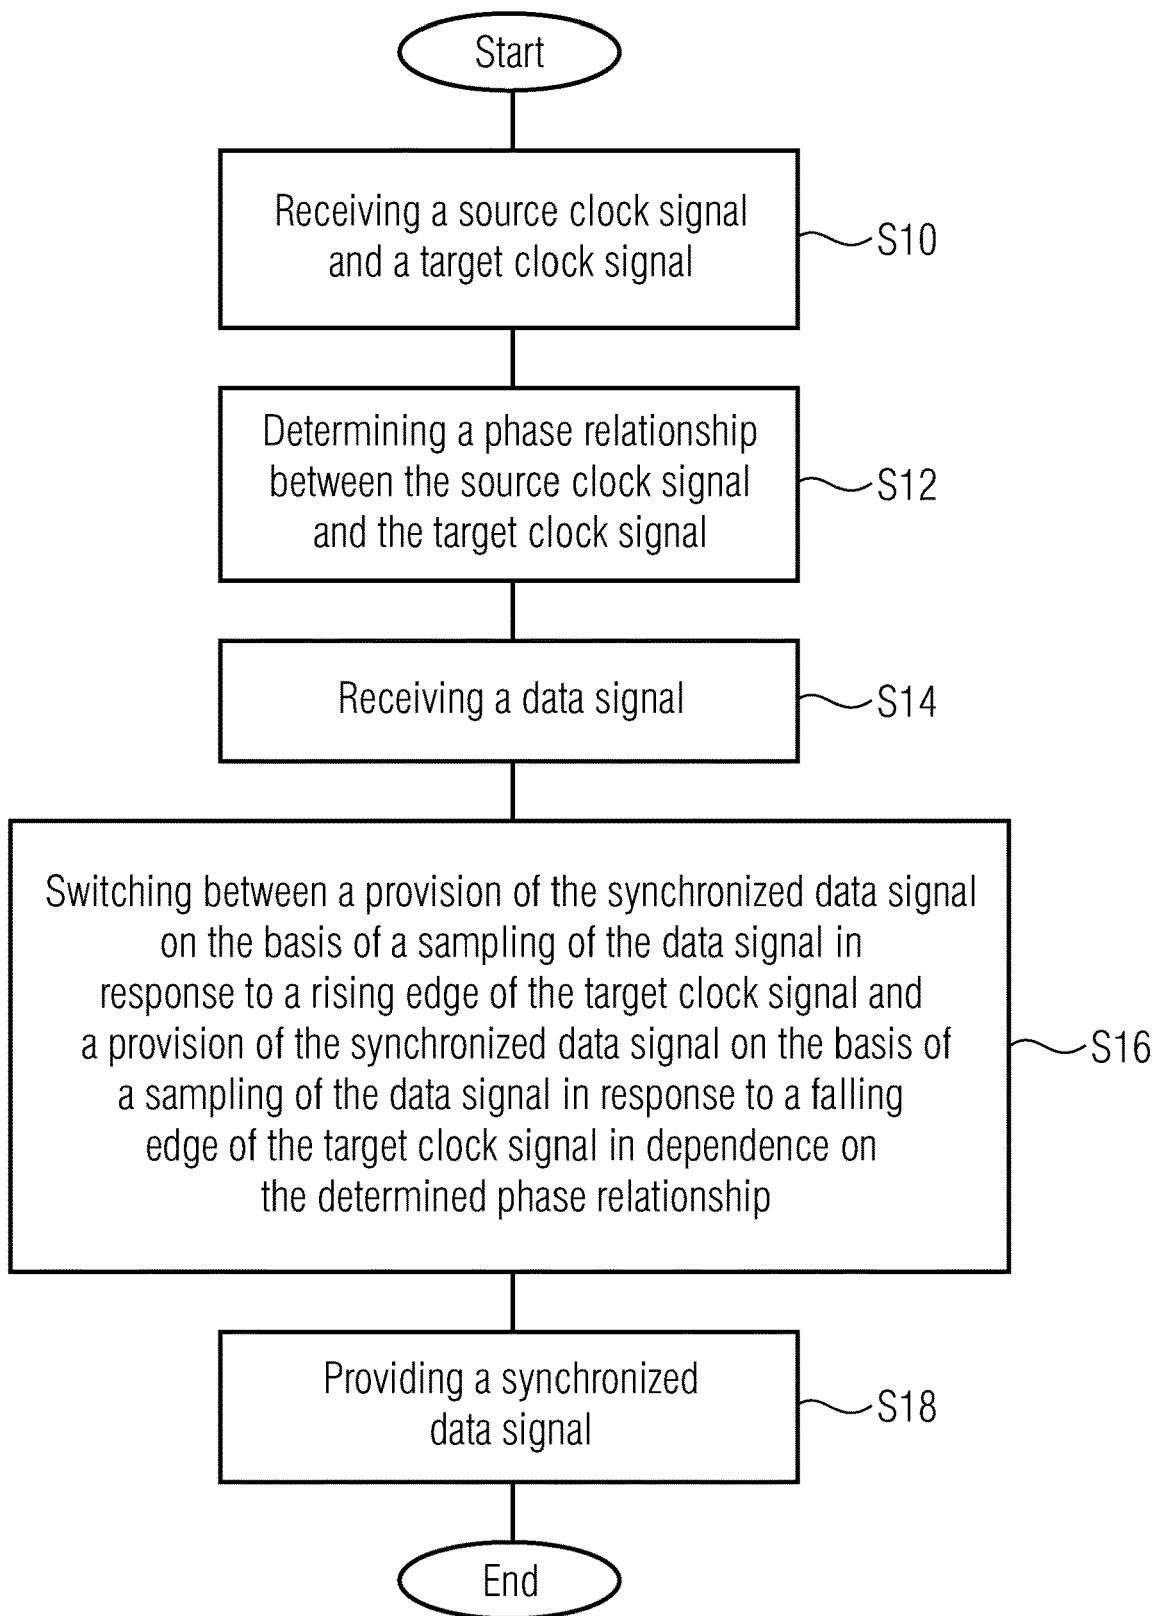 Start
Receiving a source clock signal
and a target clock signal
S10
Determining a phase relationship
between the source clock signal
and the target clock signal
S12
Receiving a data signal
S14
Switching between a provision of the synchronized data signal
on the basis of a sampling of the data signal in
response to a rising edge of the target clock signal and
a provision of the synchronized data signal on the basis of
a sampling of the data signal in response to a falling
edge of the target clock signal in dependence on
the determined phase relationship
S16
Providing a synchronized
data signal
S18
End